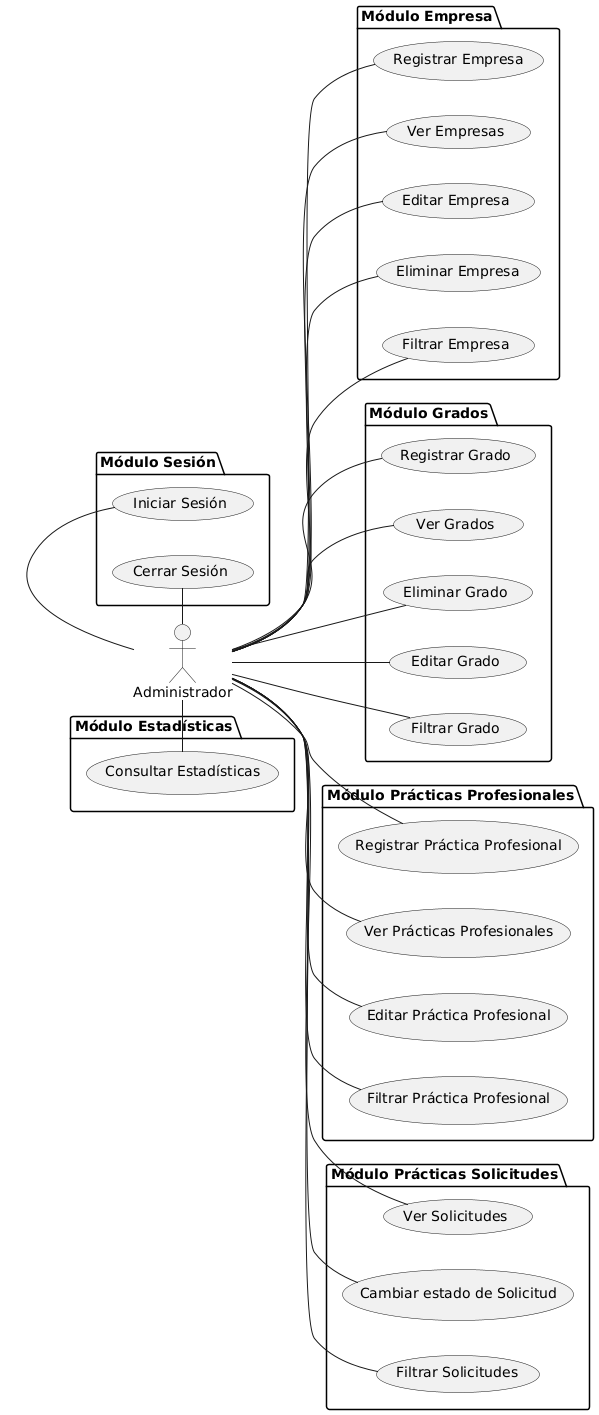 Módulo Empresa
Registrar Empresa
Ver Empresas
Editar Empresa
Eliminar Empresa
Filtrar Empresa
Módulo Grados
Registrar Grado
Ver Grados
Eliminar Grado
Editar Grado
Filtrar Grado
Módulo Sesión
Iniciar Sesión
Cerrar Sesión
Administrador
Módulo Estadísticas
Consultar Estadísticas
Módulo Prácticas Profesionales
Registrar Práctica Profesional
Ver Prácticas Profesionales
Editar Práctica Profesional
Filtrar Práctica Profesional
Módulo Prácticas Solicitudes
Ver Solicitudes
Cambiar estado de Solicitud
Filtrar Solicitudes